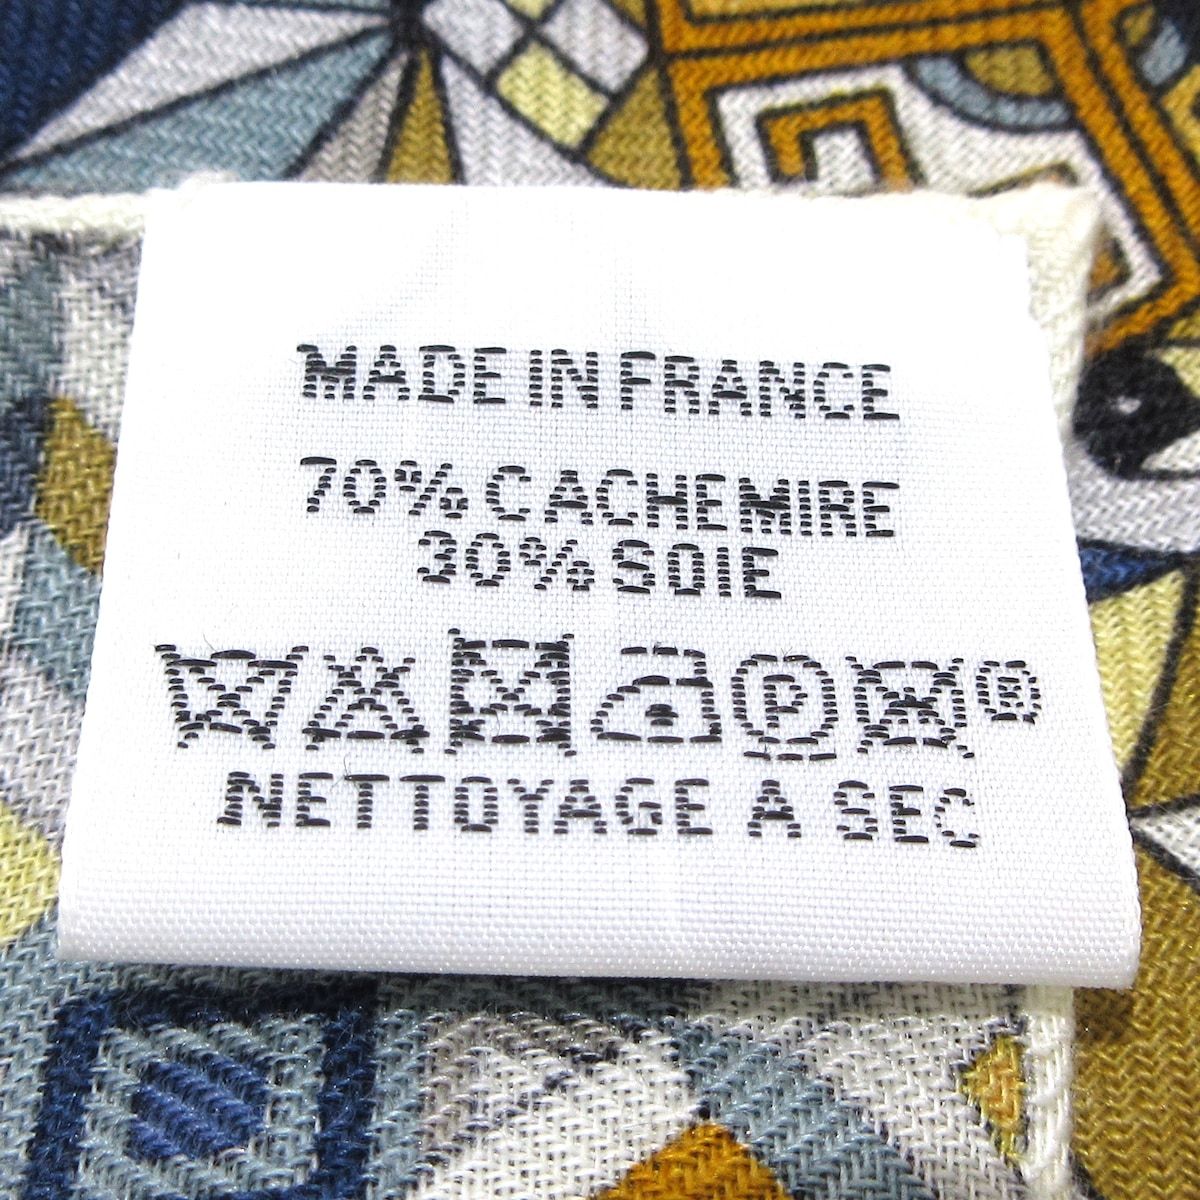 MADE IN FRANCE
70% CACHEMIRE
30% SOIE
P ®
NETTOYAGE A SEC